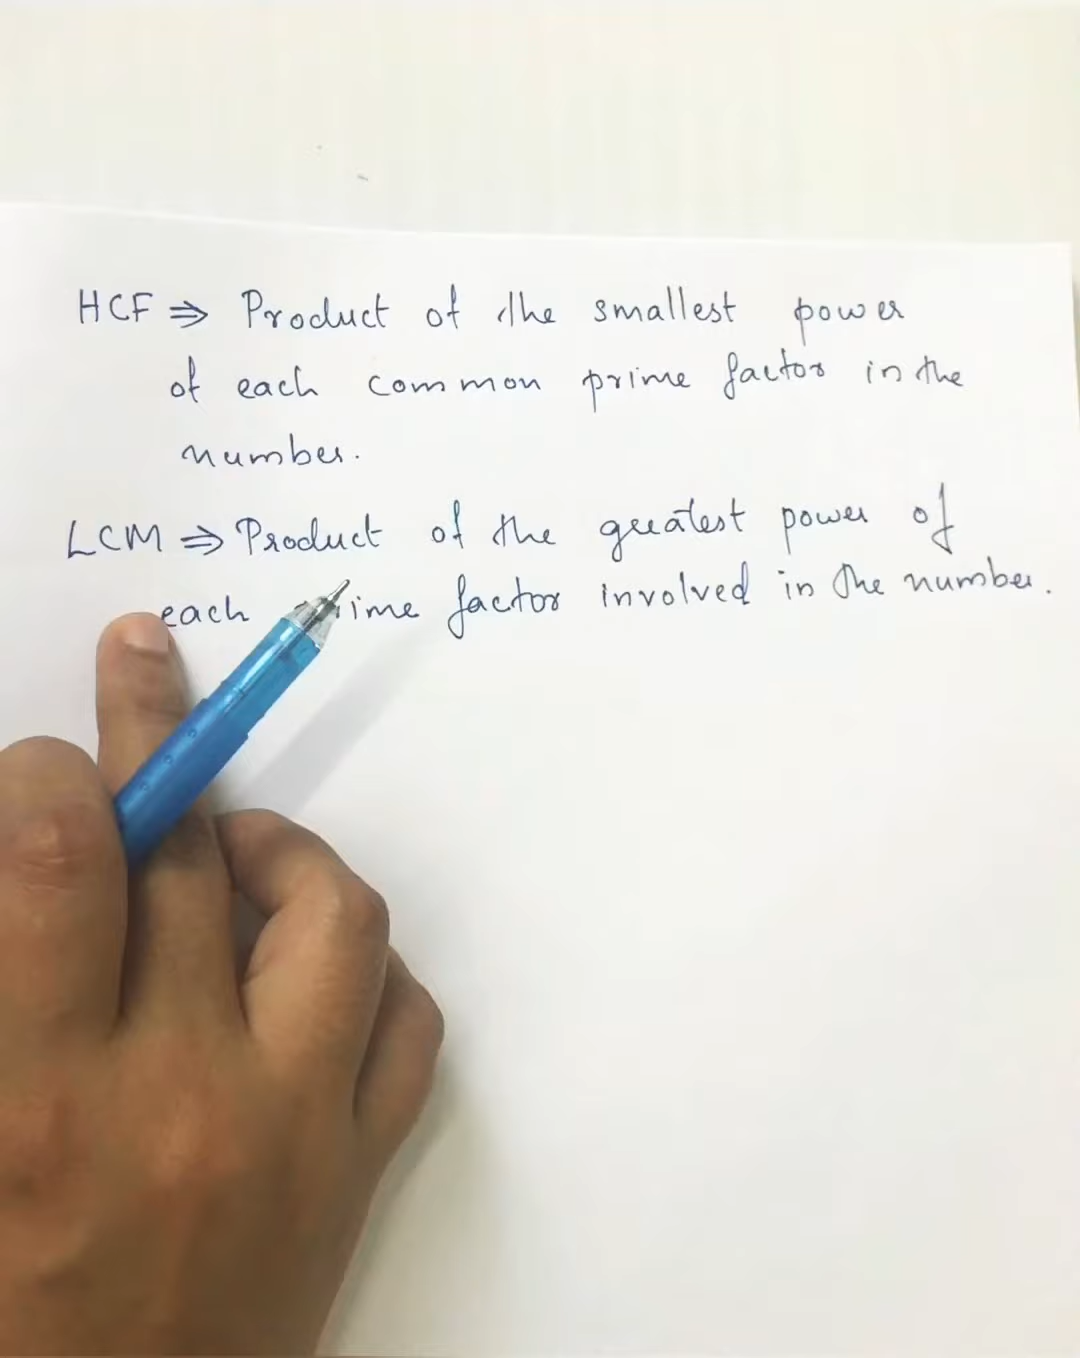 HCF ⇒ Product of the smallest power
of each common prime factor in the
number.
LCM ⇒ Product of the greatest power of
each ime factor involved in the number.